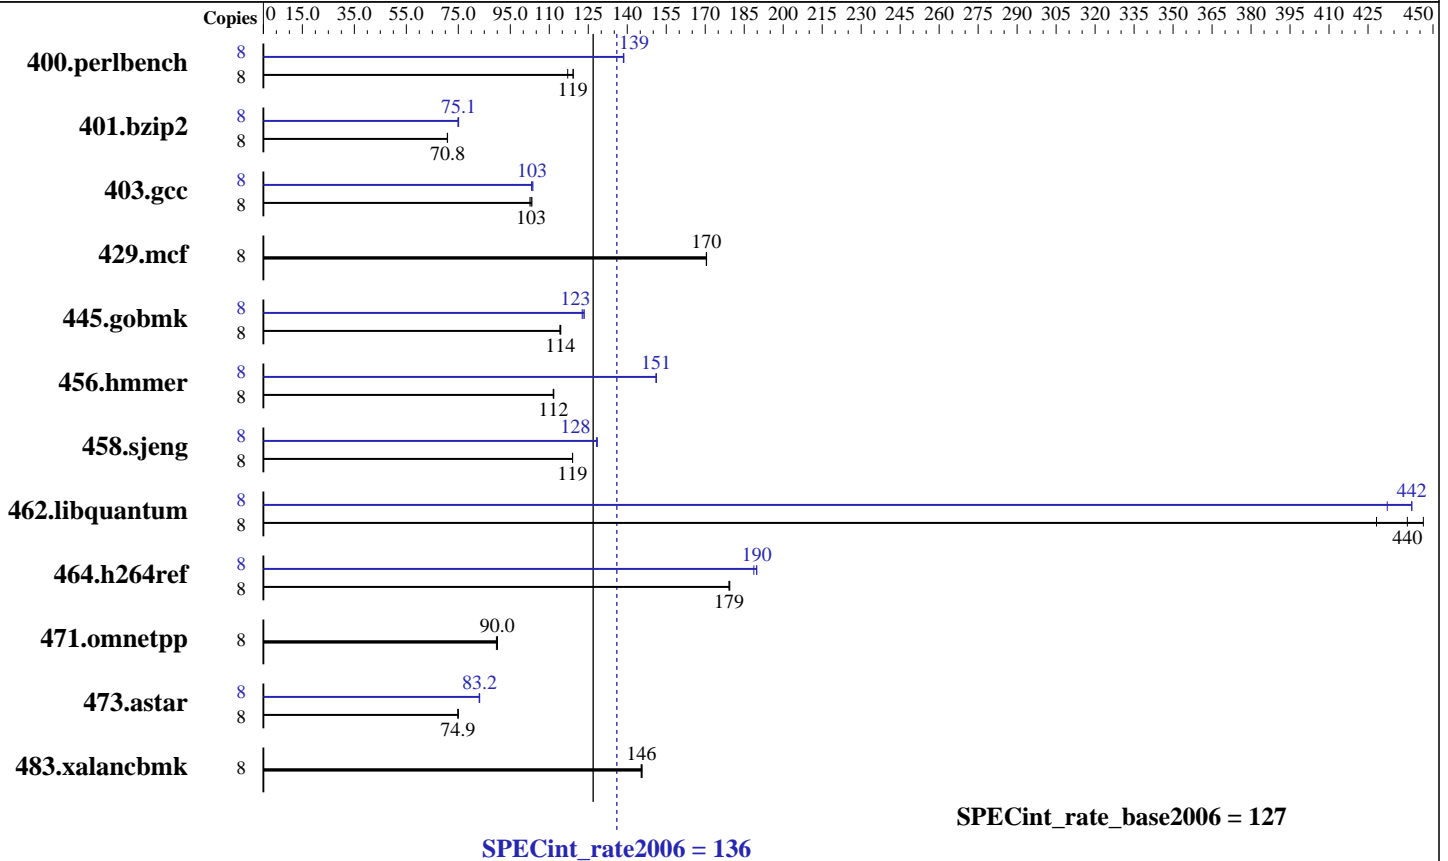 Copies 0 15.0 35.0 55.0 75.0 95.0 110 125 140 155 170 185 200 215 230 245 260 275 290 305 320 335 350 365 380 395 410 425 450
400.perlbench 8 139
8 119
401.bzip2 8 75.1
8 70.8
403.gcc 8 103
8 103
429.mcf 8 170
445.gobmk 8 123
8 114
456.hmmer 8 151
8 112
458.sjeng 8 128
8 119
462.libquantum 8 442
8 440
464.h264ref 8 190
8 179
471.omnetpp 8 90.0
473.astar 8 83.2
8 74.9
483.xalancbmk 8 146
SPECint_rate_base2006 = 127
SPECint_rate2006 = 136